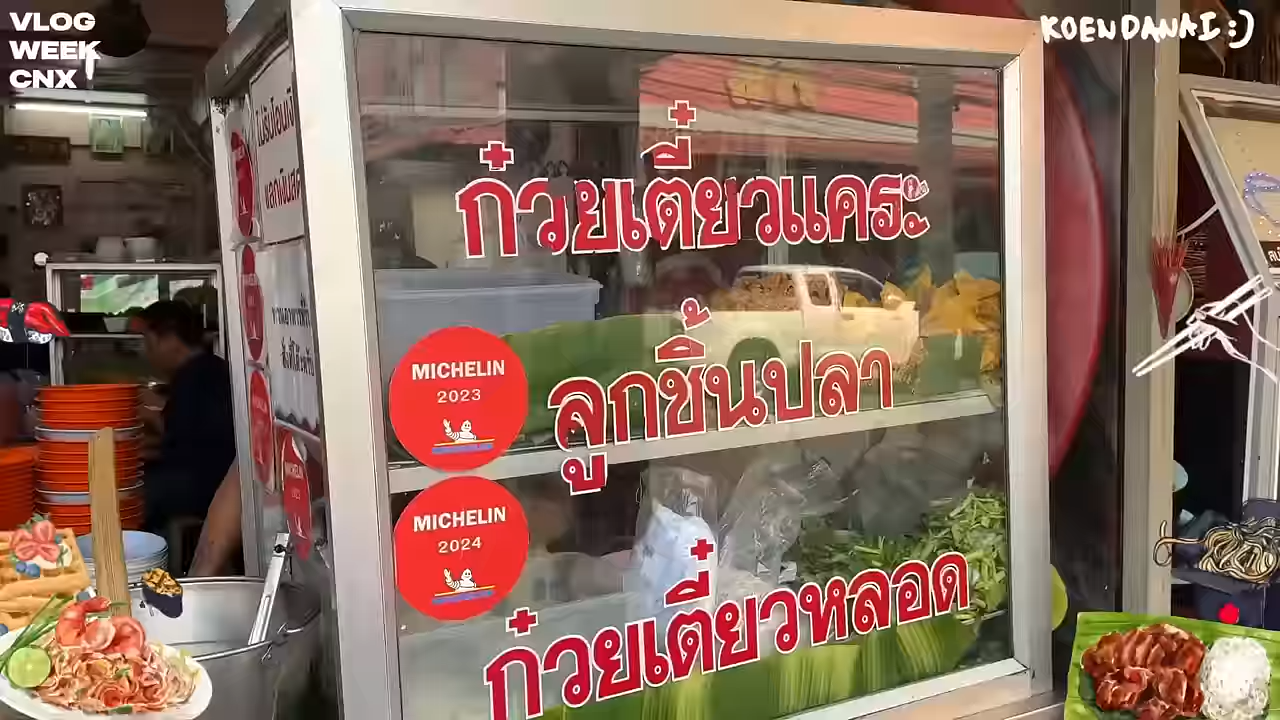 VLOG
WEEK
CNX
KOENDANAI :)
ก๋วยเตี๋ยวแคระ
MICHELIN
2023
ลูกชิ้นปลา
MICHELIN
2024
ก๋วยเตี๋ยวหลอด